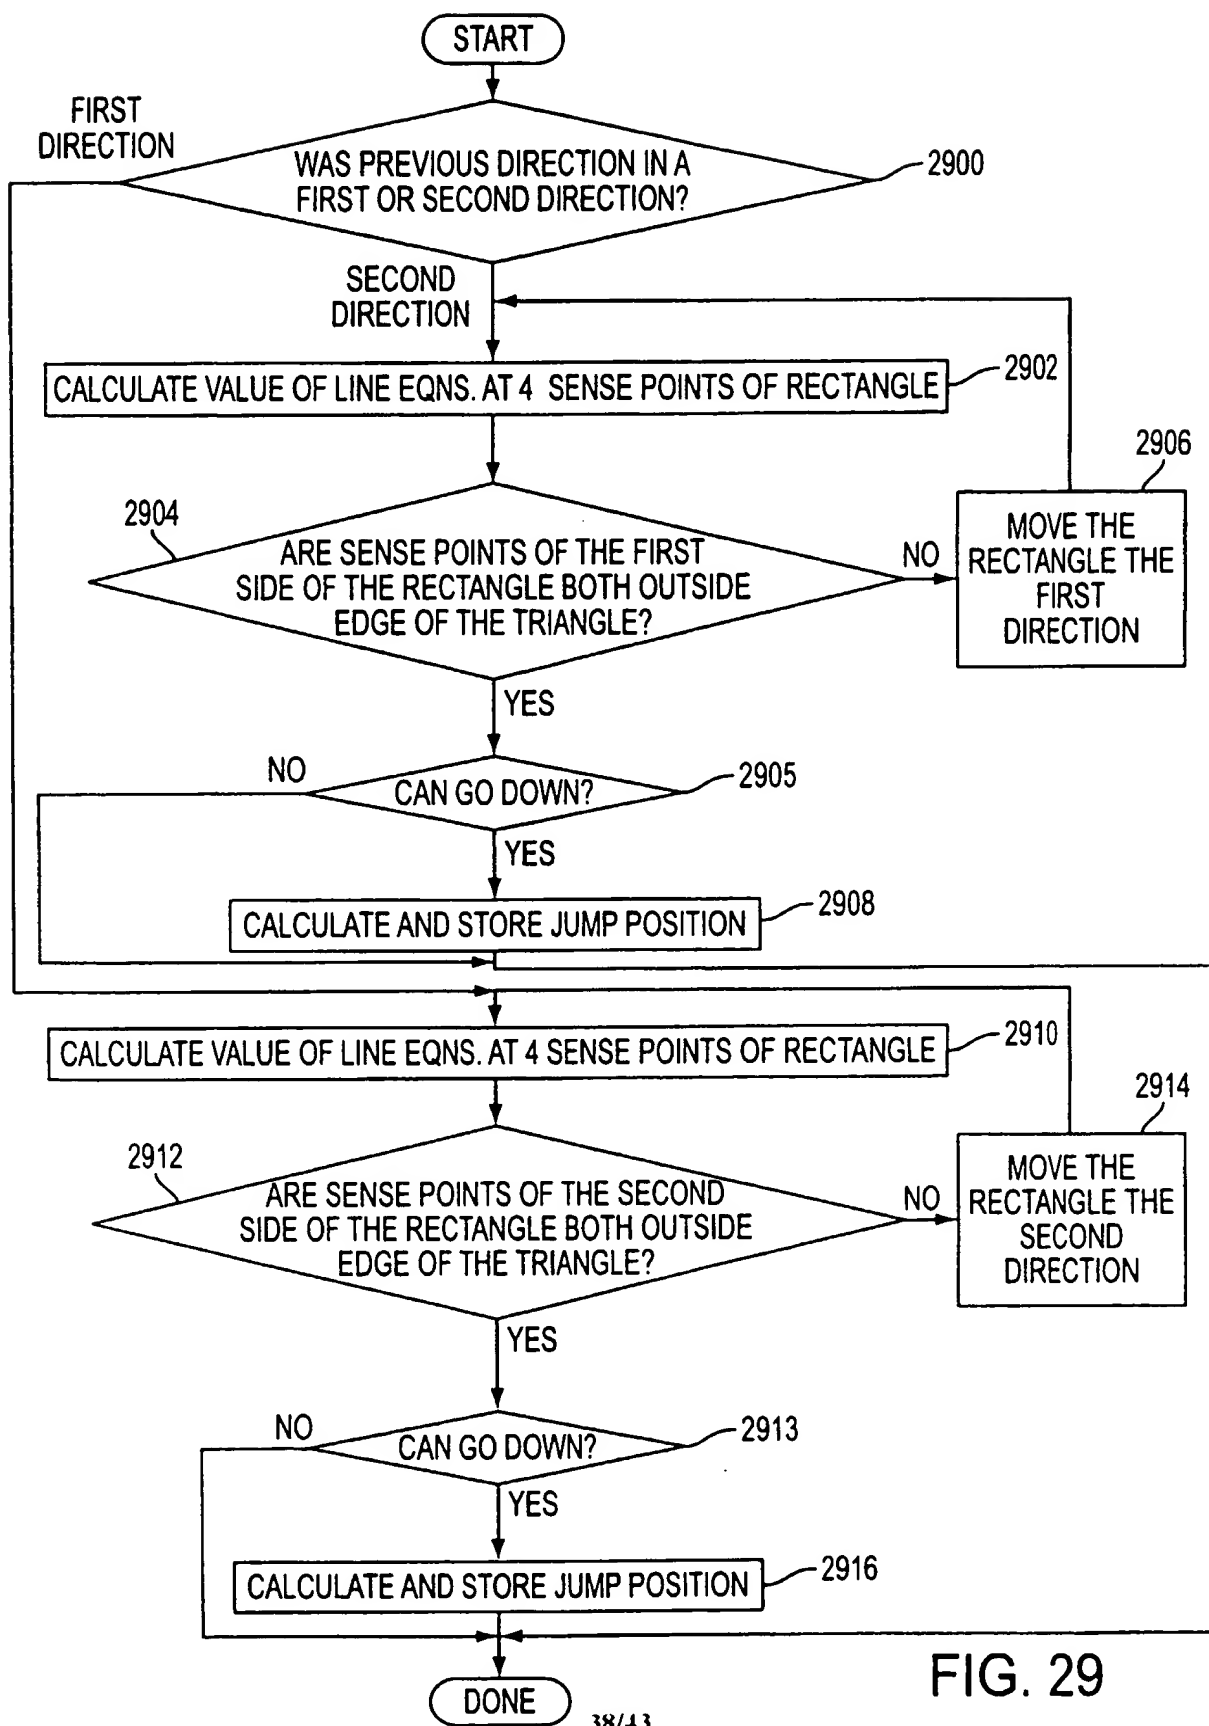 START
FIRST
DIRECTION
WAS PREVIOUS DIRECTION IN A
FIRST OR SECOND DIRECTION?
2900
SECOND
DIRECTION
CALCULATE VALUE OF LINE EQNS. AT 4 SENSE POINTS OF RECTANGLE
2902
2904
ARE SENSE POINTS OF THE FIRST
SIDE OF THE RECTANGLE BOTH OUTSIDE
EDGE OF THE TRIANGLE?
NO
2906
MOVE THE
RECTANGLE THE
FIRST
DIRECTION
YES
NO
CAN GO DOWN?
2905
YES
CALCULATE AND STORE JUMP POSITION
2908
CALCULATE VALUE OF LINE EQNS. AT 4 SENSE POINTS OF RECTANGLE
2910
2912
ARE SENSE POINTS OF THE SECOND
SIDE OF THE RECTANGLE BOTH OUTSIDE
EDGE OF THE TRIANGLE?
NO
2914
MOVE THE
RECTANGLE THE
SECOND
DIRECTION
YES
NO
CAN GO DOWN?
2913
YES
CALCULATE AND STORE JUMP POSITION
2916
DONE
FIG. 29
38/43